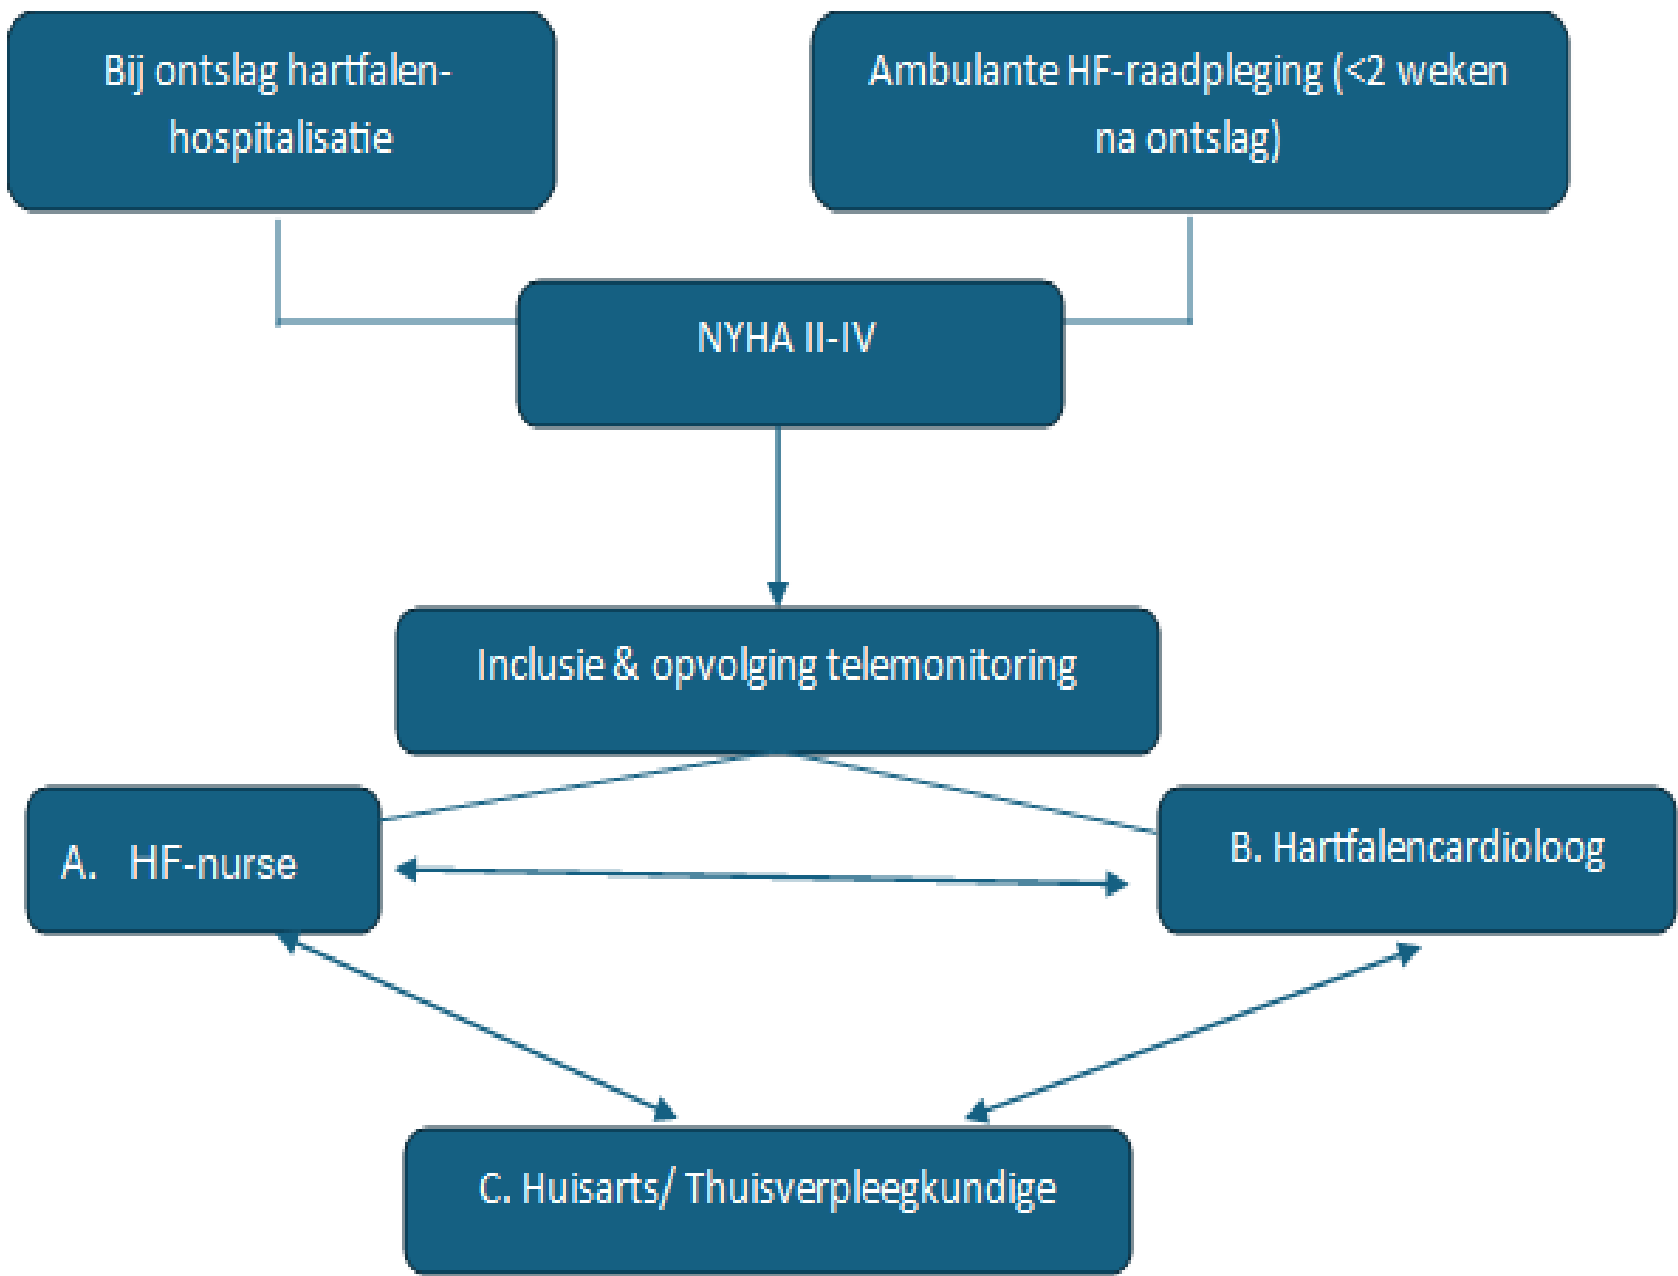 Bij ontslag hartfalen-
hospitalisatie
Ambulante HF-raadpleging (<2 weken
na ontslag)
NYHA II-IV
Inclusie & opvolging telemonitoring
A. HF-nurse
B. Hartfalencardioloog
C. Huisarts/ Thuisverpleegkundige